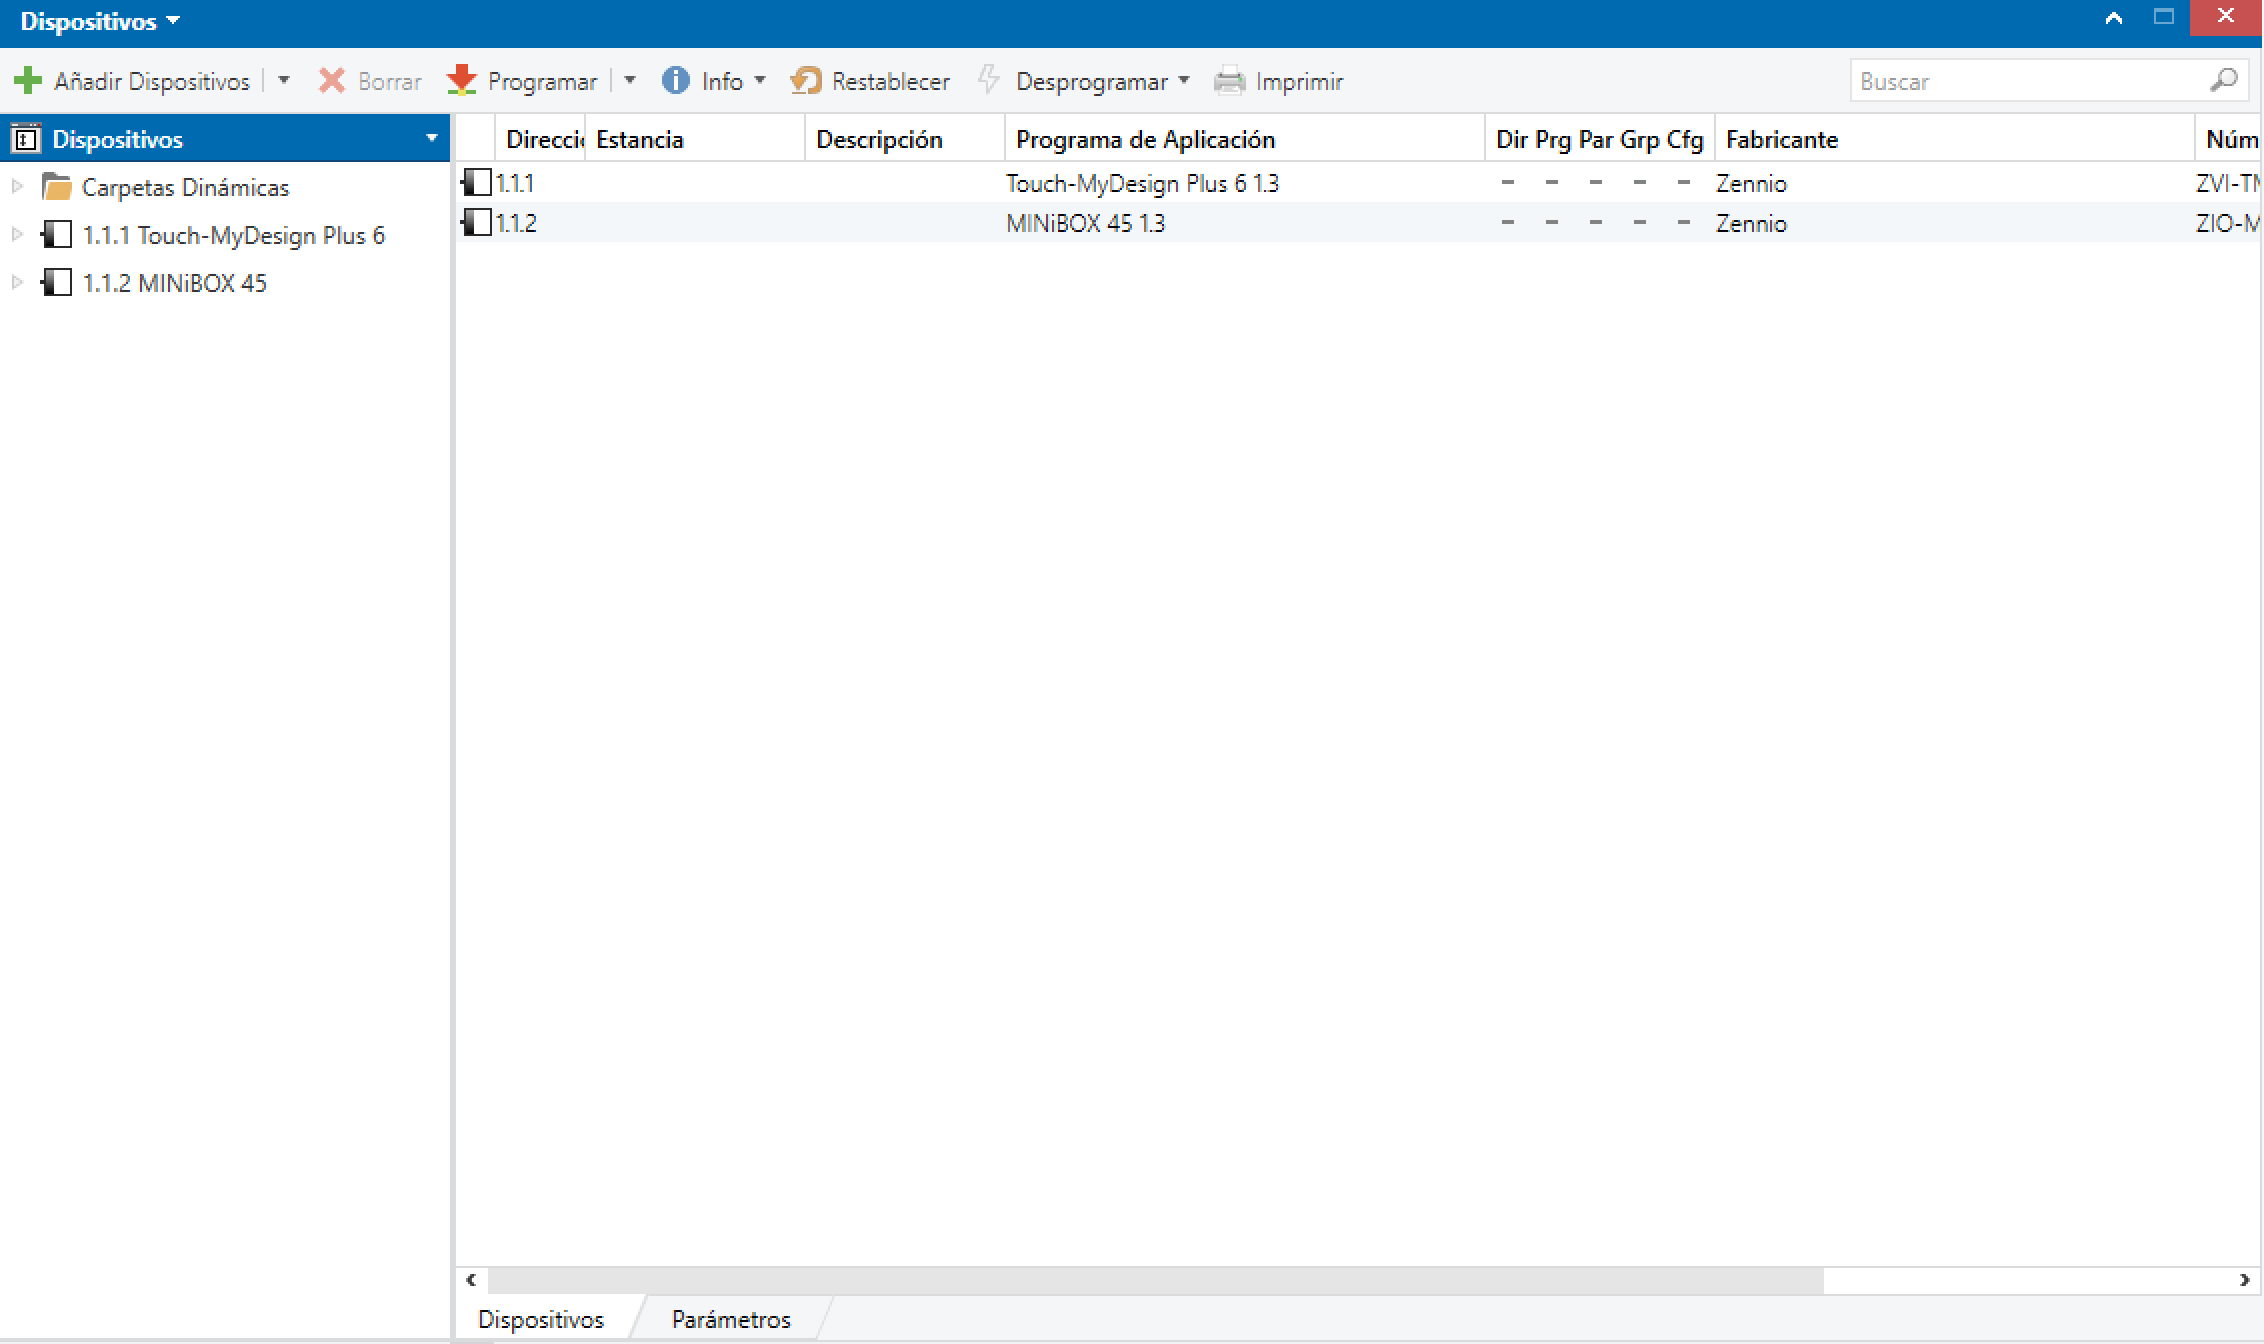 Dispositivos
Añadir Dispositivos Borrar Programar Info Restablecer Desprogramar Imprimir Buscar
Dispositivos
Carpetas Dinámicas
1.1.1 Touch-MyDesign Plus 6
1.1.2 MINiBOX 45
Direcci Estancia Descripción Programa de Aplicación Dir Prg Par Grp Cfg Fabricante Núm
1.1.1 Touch-MyDesign Plus 6 1.3 - - - - - Zennio ZVI-TM
1.1.2 MINiBOX 45 1.3 - - - - - Zennio ZIO-M
Dispositivos Parámetros